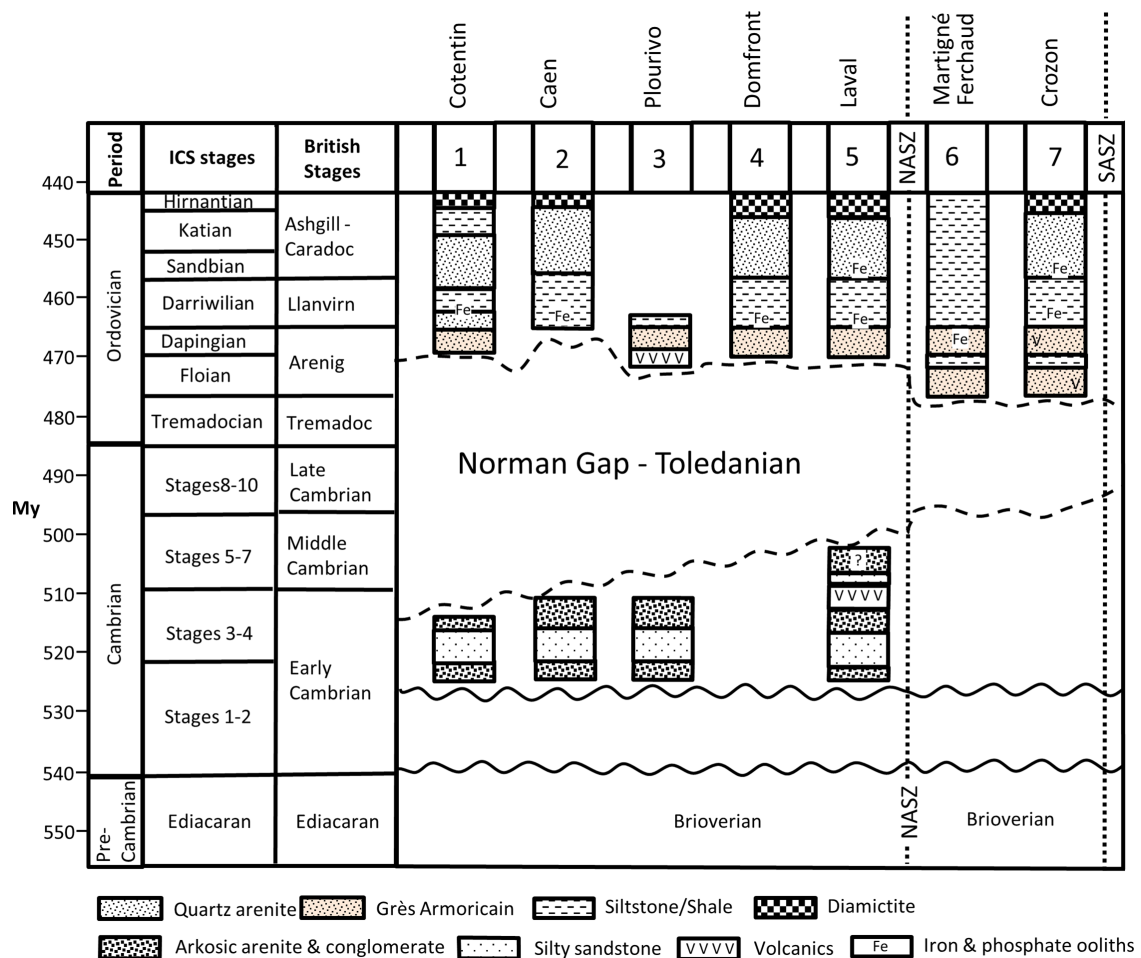 Cotentin
Caen
Plourivo
Domfront
Laval
Martigné
Ferchaud
Crozon
Period
ICS stages
British
Stages
1
2
3
4
5
NASZ
6
7
SASZ
440
450
460
470
480
490
My
500
510
520
530
540
550
Ordovician
Cambrian
Pre-
Cambrian
Hirnantian
Katian
Sandbian
Darriwilian
Dapingian
Floian
Tremadocian
Stages8-10
Stages 5-7
Stages 3-4
Stages 1-2
Ediacaran
Ashgill -
Caradoc
Llanvirn
Arenig
Tremadoc
Late
Cambrian
Middle
Cambrian
Early
Cambrian
Ediacaran
Fe
Fe
V V V V
Fe
Fe
Fe
Fe
Fe
Fe
V
V
Norman Gap - Toledanian
?
V V V V
Brioverian
NASZ
Brioverian
Quartz arenite
Grès Armoricain
Siltstone/Shale
Diamictite
Arkosic arenite & conglomerate
Silty sandstone
V V V V
Volcanics
Fe
Iron & phosphate ooliths